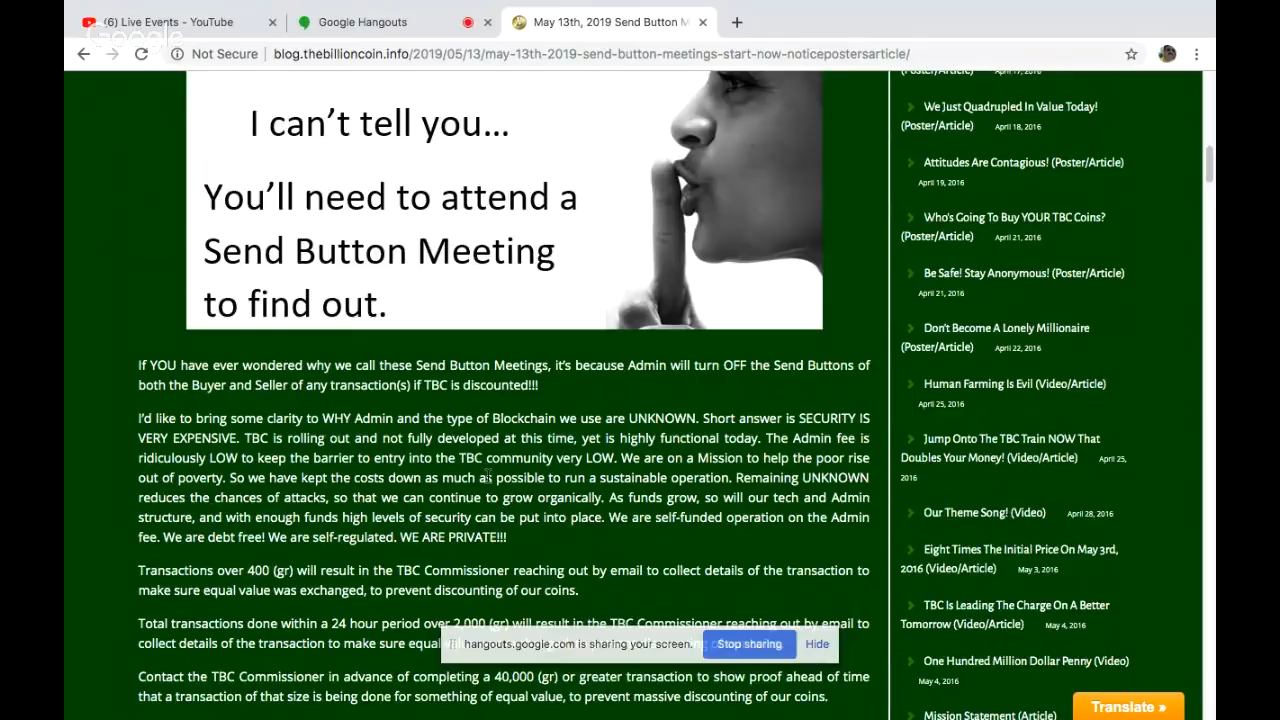 (6) Live Events - YouTube
Google Hangouts
May 13th, 2019 Send Button M
Google
Not Secure
blog.thebillioncoin.info/2019/05/13/may-13th-2019-send-button-meetings-start-now-noticepostersarticle/
I can't tell you...
You'll need to attend a
Send Button Meeting
to find out.
If YOU have ever wondered why we call these Send Button Meetings, it's because Admin will turn OFF the Send Buttons of
both the Buyer and Seller of any transaction(s) if TBC is discounted!!!
I'd like to bring some clarity to WHY Admin and the type of Blockchain we use are UNKNOWN. Short answer is SECURITY IS
VERY EXPENSIVE. TBC is rolling out and not fully developed at this time, yet is highly functional today. The Admin fee is
ridiculously LOW to keep the barrier to entry into the TBC community very LOW. We are on a Mission to help the poor rise
out of poverty. So we have kept the costs down as much as possible to run a sustainable operation. Remaining UNKNOWN
reduces the chances of attacks, so that we can continue to grow organically. As funds grow, so will our tech and Admin
structure, and with enough funds high levels of security can be put into place. We are self-funded operation on the Admin
fee. We are debt free! We are self-regulated. WE ARE PRIVATE!!!
Transactions over 400 (gr) will result in the TBC Commissioner reaching out by email to collect details of the transaction to
make sure equal value was exchanged, to prevent discounting of our coins.
Total transactions done within a 24 hour period over 2,000 (gr) will result in the TBC Commissioner reaching out by email to
collect details of the transaction to make sure equal
hangouts.google.com is sharing your screen.
Stop sharing
Hide
Contact the TBC Commissioner in advance of completing a 40,000 (gr) or greater transaction to show proof ahead of time
that a transaction of that size is being done for something of equal value, to prevent massive discounting of our coins.
(Poster/Article) April 17, 2016
We Just Quadrupled In Value Today!
(Poster/Article) April 18, 2016
Attitudes Are Contagious! (Poster/Article)
April 19, 2016
Who's Going To Buy YOUR TBC Coins?
(Poster/Article) April 21, 2016
Be Safe! Stay Anonymous! (Poster/Article)
April 21, 2016
Don't Become A Lonely Millionaire
(Poster/Article) April 22, 2016
Human Farming Is Evil (Video/Article)
April 25, 2016
Jump Onto The TBC Train NOW That
Doubles Your Money! (Video/Article) April 25,
2016
Our Theme Song! (Video) April 28, 2016
Eight Times The Initial Price On May 3rd,
2016 (Video/Article) May 3, 2016
TBC Is Leading The Charge On A Better
Tomorrow (Video/Article) May 4, 2016
One Hundred Million Dollar Penny (Video)
May 4, 2016
Mission Statement (Article)
Translate »